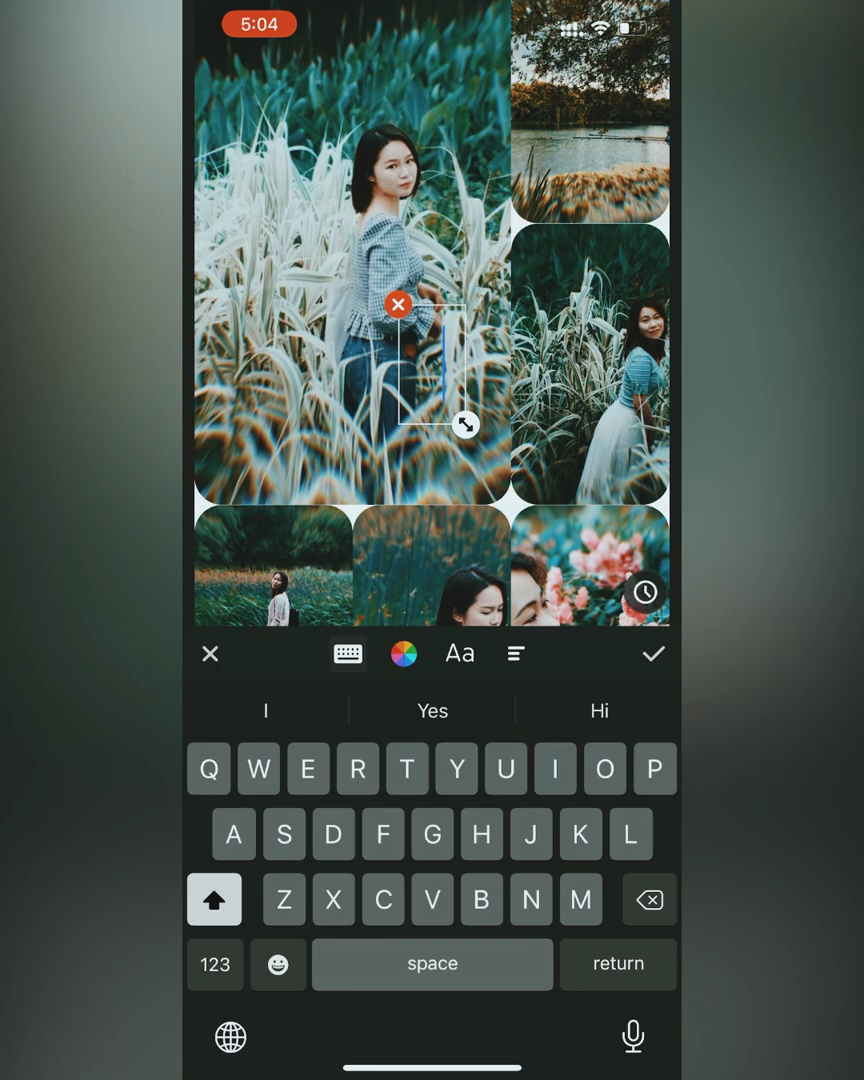 5:04
Aa
I Yes Hi
Q W E R T Y U I O P
A S D F G H J K L
Z X C V B N M
123 space return